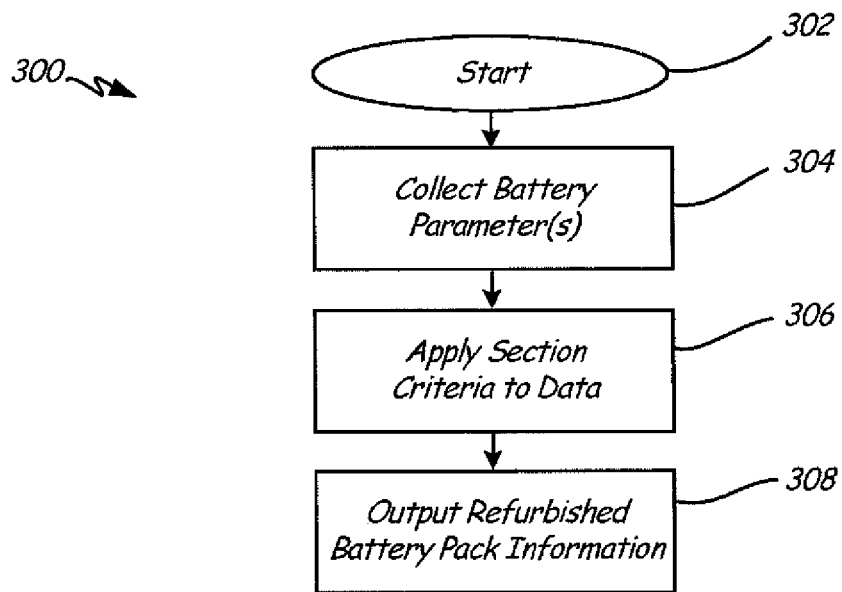 302
300
Start
304
Collect Battery
Parameter(s)
306
Apply Section
Criteria to Data
308
Output Refurbished
Battery Pack Information